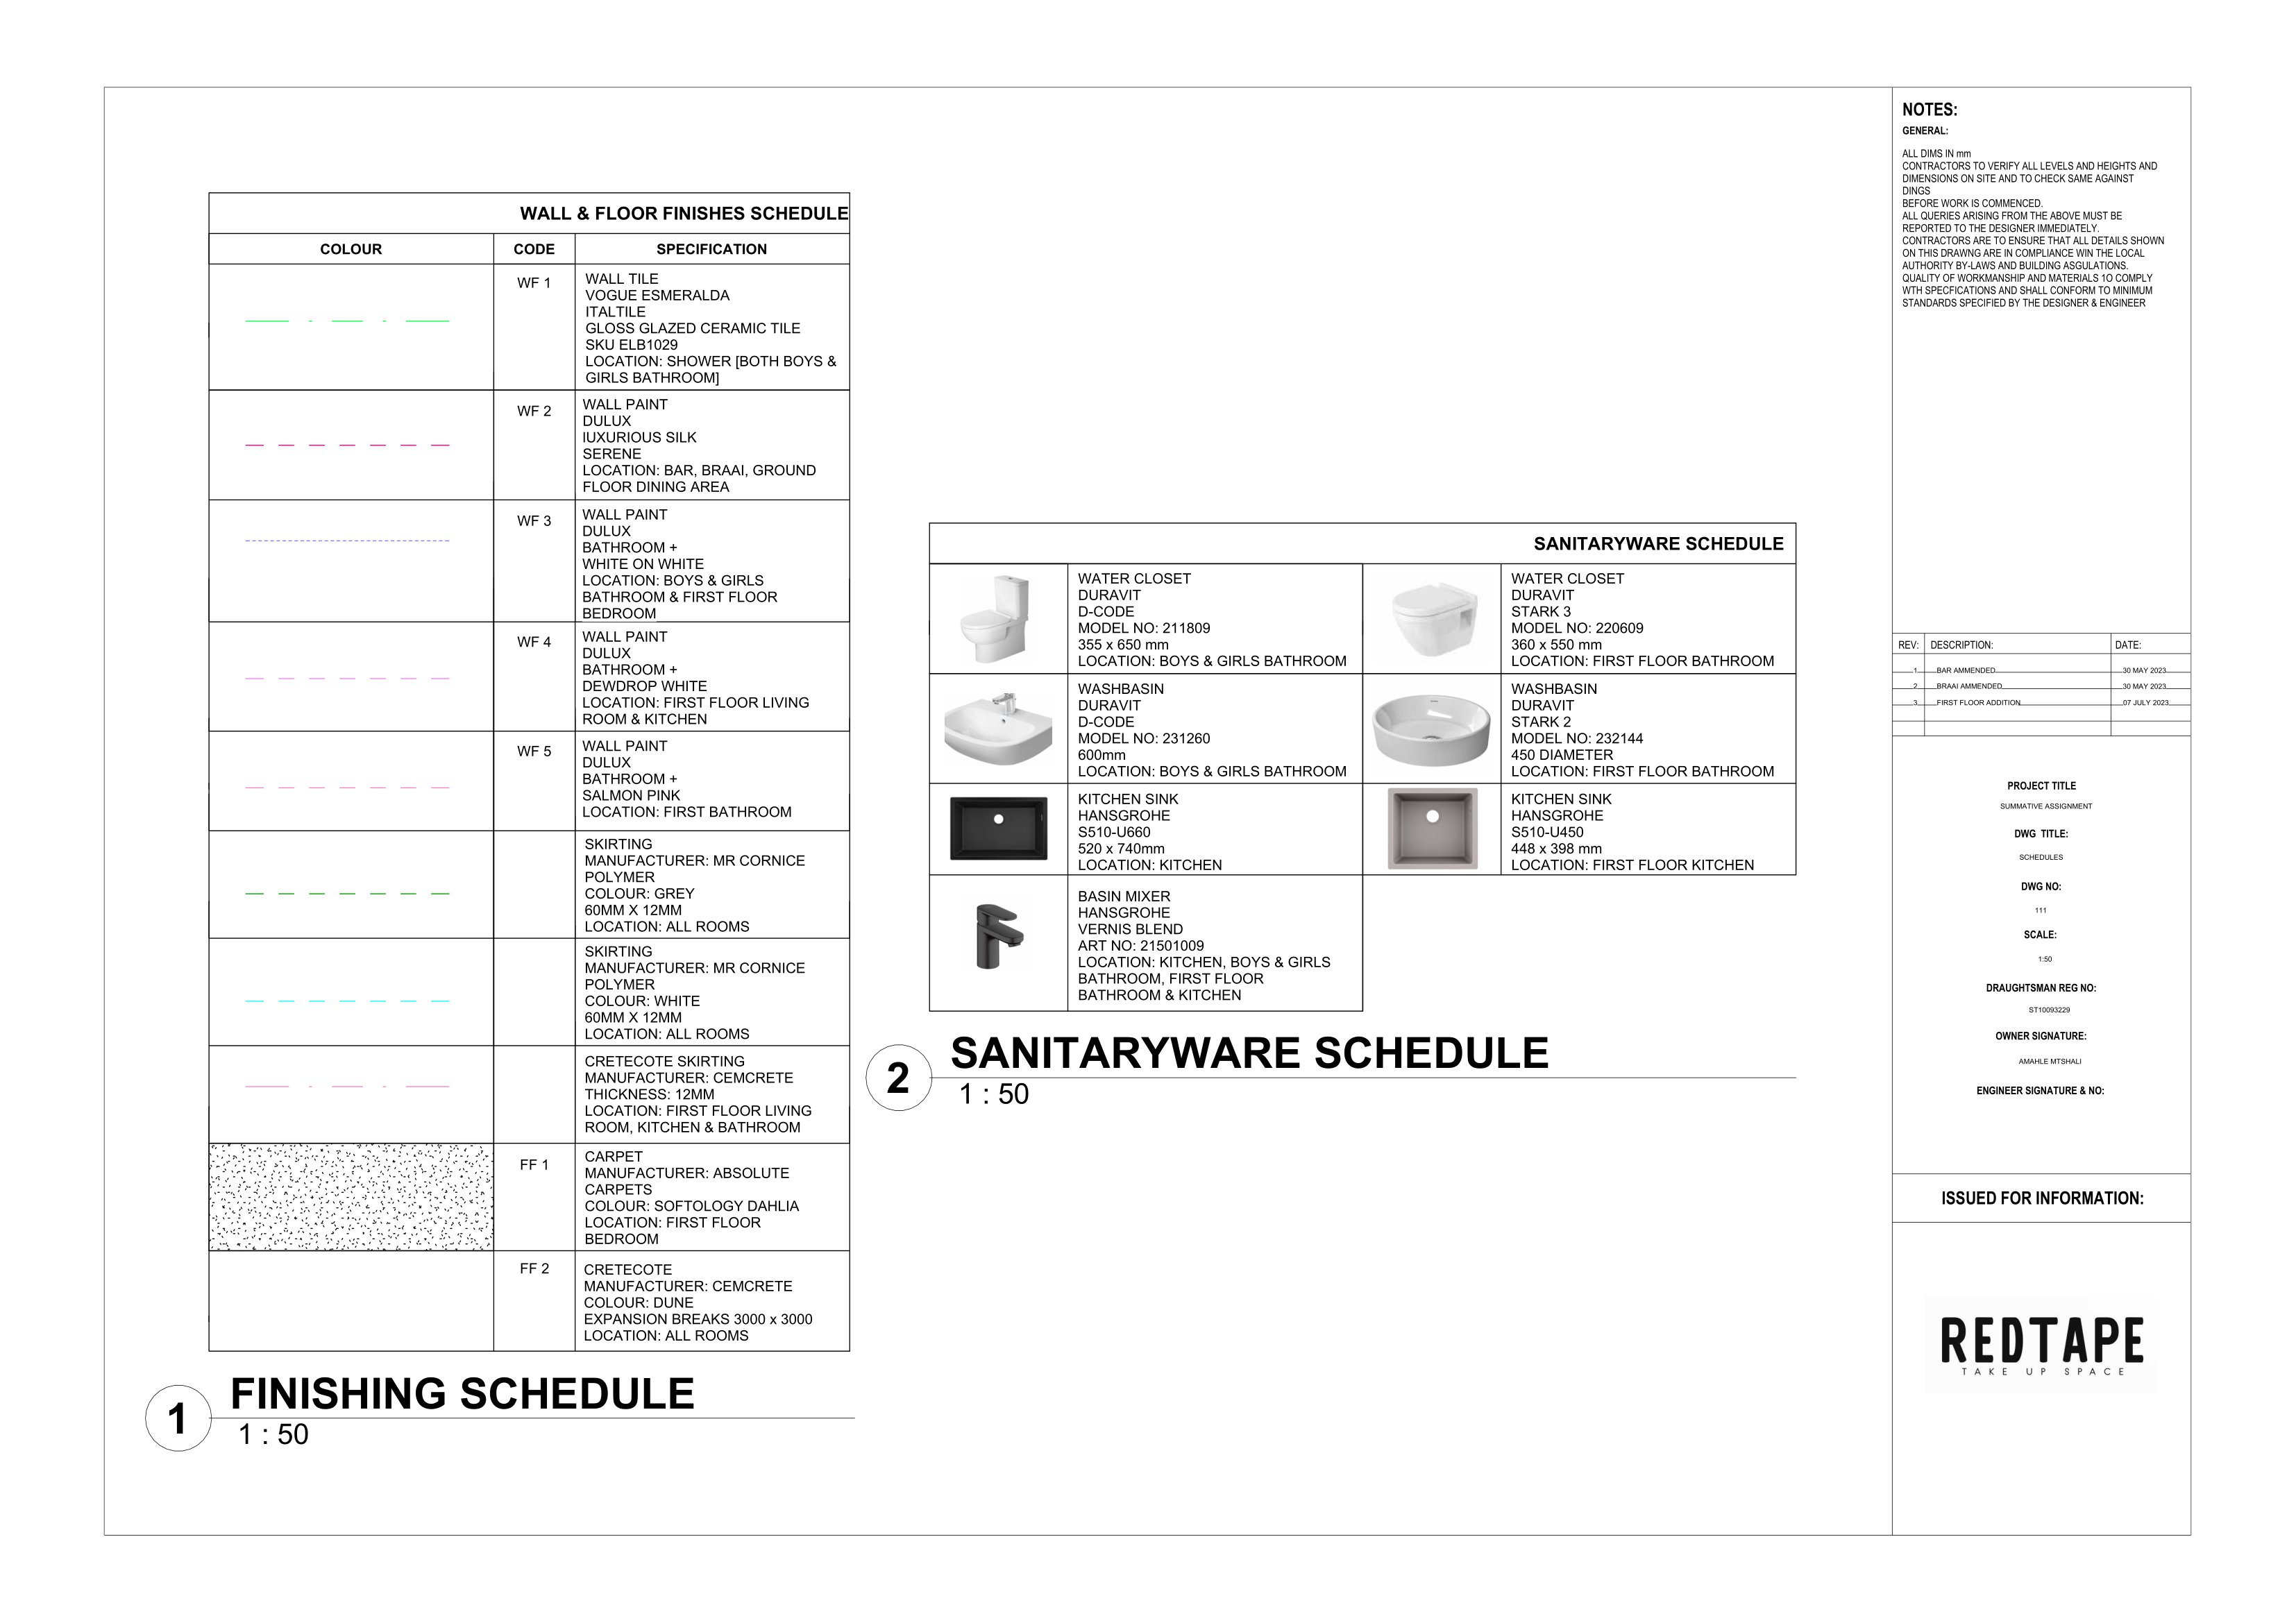 WALL & FLOOR FINISHES SCHEDULE
COLOUR
CODE
SPECIFICATION
WF 1
WALL TILE
VOGUE ESMERALDA
ITALTILE
GLOSS GLAZED CERAMIC TILE
SKU ELB1029
LOCATION: SHOWER [BOTH BOYS &
GIRLS BATHROOM]
WF 2
WALL PAINT
DULUX
lUXURIOUS SILK
SERENE
LOCATION: BAR, BRAAI, GROUND
FLOOR DINING AREA
WF 3
WALL PAINT
DULUX
BATHROOM +
WHITE ON WHITE
LOCATION: BOYS & GIRLS
BATHROOM & FIRST FLOOR
BEDROOM
WF 4
WALL PAINT
DULUX
BATHROOM +
DEWDROP WHITE
LOCATION: FIRST FLOOR LIVING
ROOM & KITCHEN
WF 5
WALL PAINT
DULUX
BATHROOM +
SALMON PINK
LOCATION: FIRST BATHROOM
SKIRTING
MANUFACTURER: MR CORNICE
POLYMER
COLOUR: GREY
60MM X 12MM
LOCATION: ALL ROOMS
SKIRTING
MANUFACTURER: MR CORNICE
POLYMER
COLOUR: WHITE
60MM X 12MM
LOCATION: ALL ROOMS
CRETECOTE SKIRTING
MANUFACTURER: CEMCRETE
THICKNESS: 12MM
LOCATION: FIRST FLOOR LIVING
ROOM, KITCHEN & BATHROOM
FF 1
CARPET
MANUFACTURER: ABSOLUTE
CARPETS
COLOUR: SOFTOLOGY DAHLIA
LOCATION: FIRST FLOOR
BEDROOM
FF 2
CRETECOTE
MANUFACTURER: CEMCRETE
COLOUR: DUNE
EXPANSION BREAKS 3000 x 3000
LOCATION: ALL ROOMS
1
FINISHING SCHEDULE
1 : 50
SANITARYWARE SCHEDULE
WATER CLOSET
DURAVIT
D-CODE
MODEL NO: 211809
355 x 650 mm
LOCATION: BOYS & GIRLS BATHROOM
WATER CLOSET
DURAVIT
STARK 3
MODEL NO: 220609
360 x 550 mm
LOCATION: FIRST FLOOR BATHROOM
WASHBASIN
DURAVIT
D-CODE
MODEL NO: 231260
600mm
LOCATION: BOYS & GIRLS BATHROOM
WASHBASIN
DURAVIT
STARK 2
MODEL NO: 232144
450 DIAMETER
LOCATION: FIRST FLOOR BATHROOM
KITCHEN SINK
HANSGROHE
S510-U660
520 x 740mm
LOCATION: KITCHEN
KITCHEN SINK
HANSGROHE
S510-U450
448 x 398 mm
LOCATION: FIRST FLOOR KITCHEN
BASIN MIXER
HANSGROHE
VERNIS BLEND
ART NO: 21501009
LOCATION: KITCHEN, BOYS & GIRLS
BATHROOM, FIRST FLOOR
BATHROOM & KITCHEN
2
SANITARYWARE SCHEDULE
1 : 50
NOTES:
GENERAL:
ALL DIMS IN mm
CONTRACTORS TO VERIFY ALL LEVELS AND HEIGHTS AND
DIMENSIONS ON SITE AND TO CHECK SAME AGAINST
DINGS
BEFORE WORK IS COMMENCED.
ALL QUERIES ARISING FROM THE ABOVE MUST BE
REPORTED TO THE DESIGNER IMMEDIATELY.
CONTRACTORS ARE TO ENSURE THAT ALL DETAILS SHOWN
ON THIS DRAWNG ARE IN COMPLIANCE WIN THE LOCAL
AUTHORITY BY-LAWS AND BUILDING ASGULATIONS.
QUALITY OF WORKMANSHIP AND MATERIALS 1O COMPLY
WTH SPECFICATIONS AND SHALL CONFORM TO MINIMUM
STANDARDS SPECIFIED BY THE DESIGNER & ENGINEER
REV: DESCRIPTION: DATE:
1 BAR AMMENDED 30 MAY 2023
2 BRAAI AMMENDED 30 MAY 2023
3 FIRST FLOOR ADDITION 07 JULY 2023
PROJECT TITLE
SUMMATIVE ASSIGNMENT
DWG TITLE:
SCHEDULES
DWG NO:
111
SCALE:
1:50
DRAUGHTSMAN REG NO:
ST10093229
OWNER SIGNATURE:
AMAHLE MTSHALI
ENGINEER SIGNATURE & NO:
ISSUED FOR INFORMATION:
REDTAPE
TAKE UP SPACE